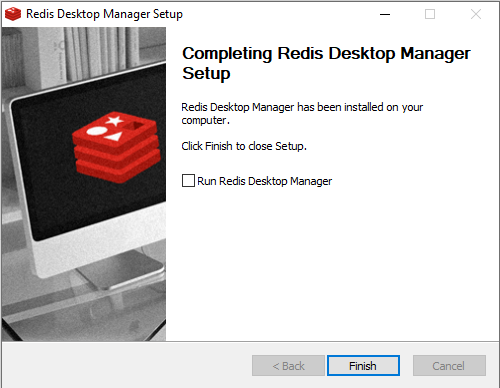 Redis Desktop Manager Setup
Completing Redis Desktop Manager
Setup
Redis Desktop Manager has been installed on your
computer.
Click Finish to close Setup.
Run Redis Desktop Manager
< Back
Finish
Cancel